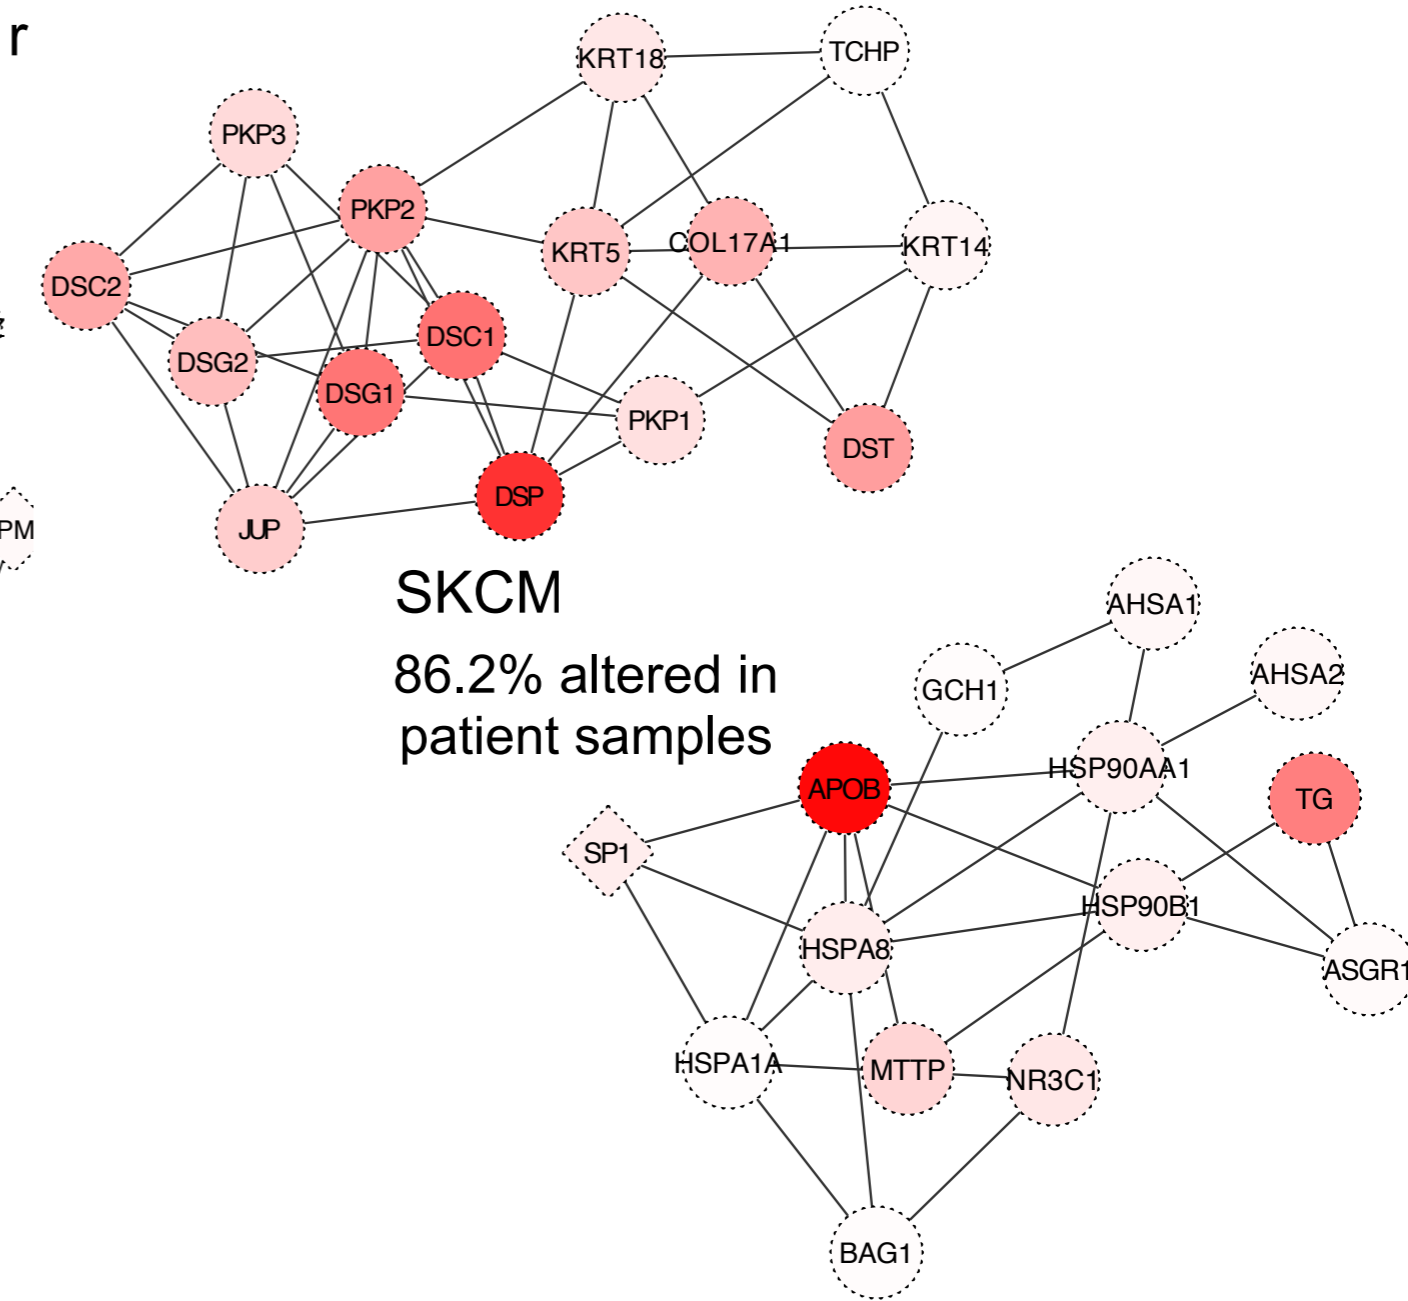 r
KRT18
TCHP
PKP3
PKP2
KRT5
COL17A1
KRT14
DSC2
DSG2
DSC1
DSG1
PKP1
DST
DSP
JUP
PM
SKCM
86.2% altered in
patient samples
AHSA1
AHSA2
GCH1
HSP90AA1
APOB
TG
SP1
HSP90B1
HSPA8
ASGR1
HSPA1A
MTTP
NR3C1
BAG1